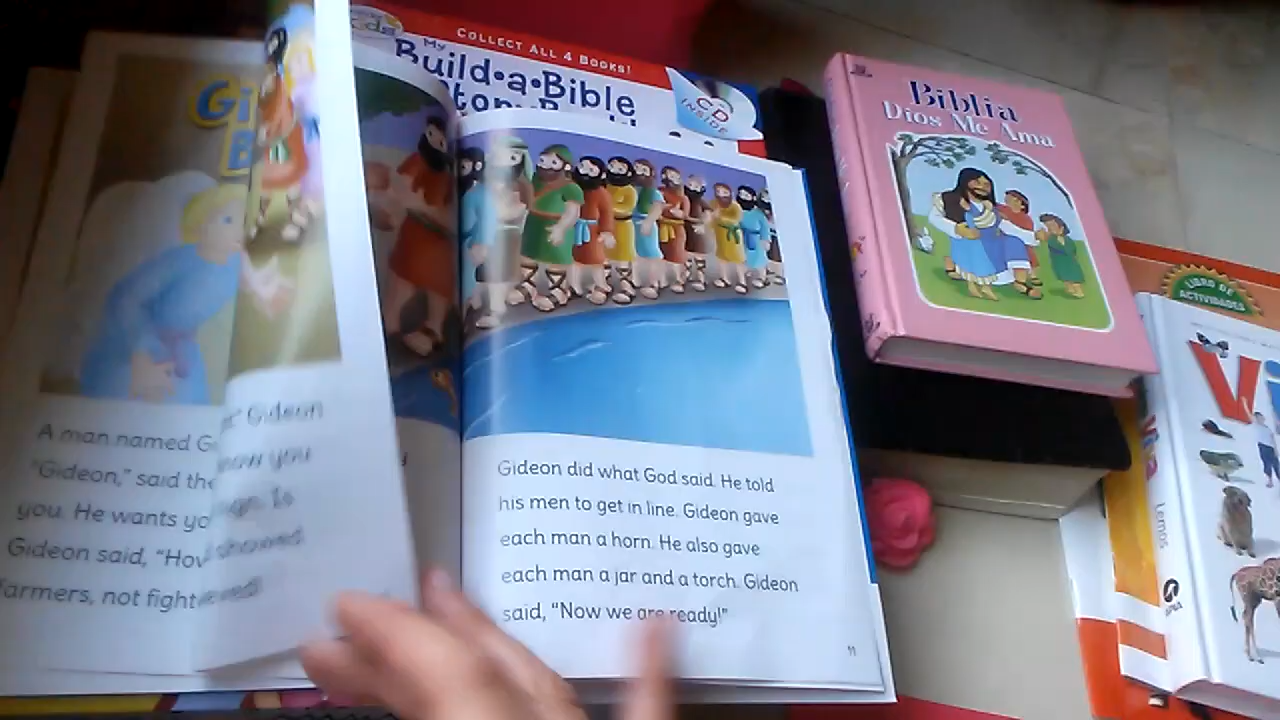 COLLECT ALL 4 BOOKS!
My
Build•a•Bible
CD
INSIDE
Biblia
Dios Me Ama
LIBRO DE
ACTIVIDADES
Lemos
A man named
"Gideon," said the
you. He wants
Gideon said,
farmers, not
Gideon
you
Gideon did what God said. He told
his men to get in line. Gideon gave
each man a horn. He also gave
each man a jar and a torch. Gideon
said, "Now we are ready!"
11